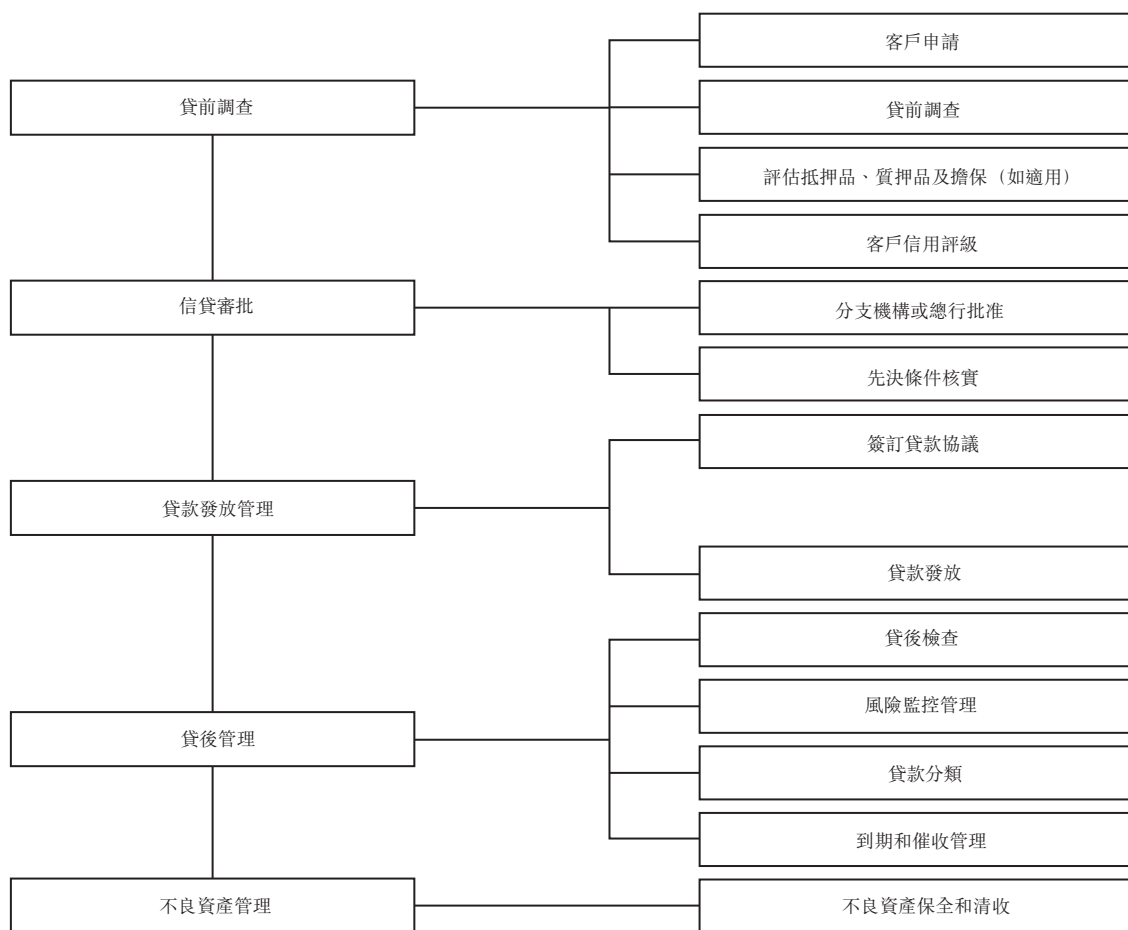 客戶申請
貸前調查
貸前調查
評估抵押品、質押品及擔保（如適用）
客戶信用評級
信貸審批
分支機構或總行批准
先決條件核實
簽訂貸款協議
貸款發放管理
貸款發放
貸後檢查
風險監控管理
貸後管理
貸款分類
到期和催收管理
不良資產管理
不良資產保全和清收